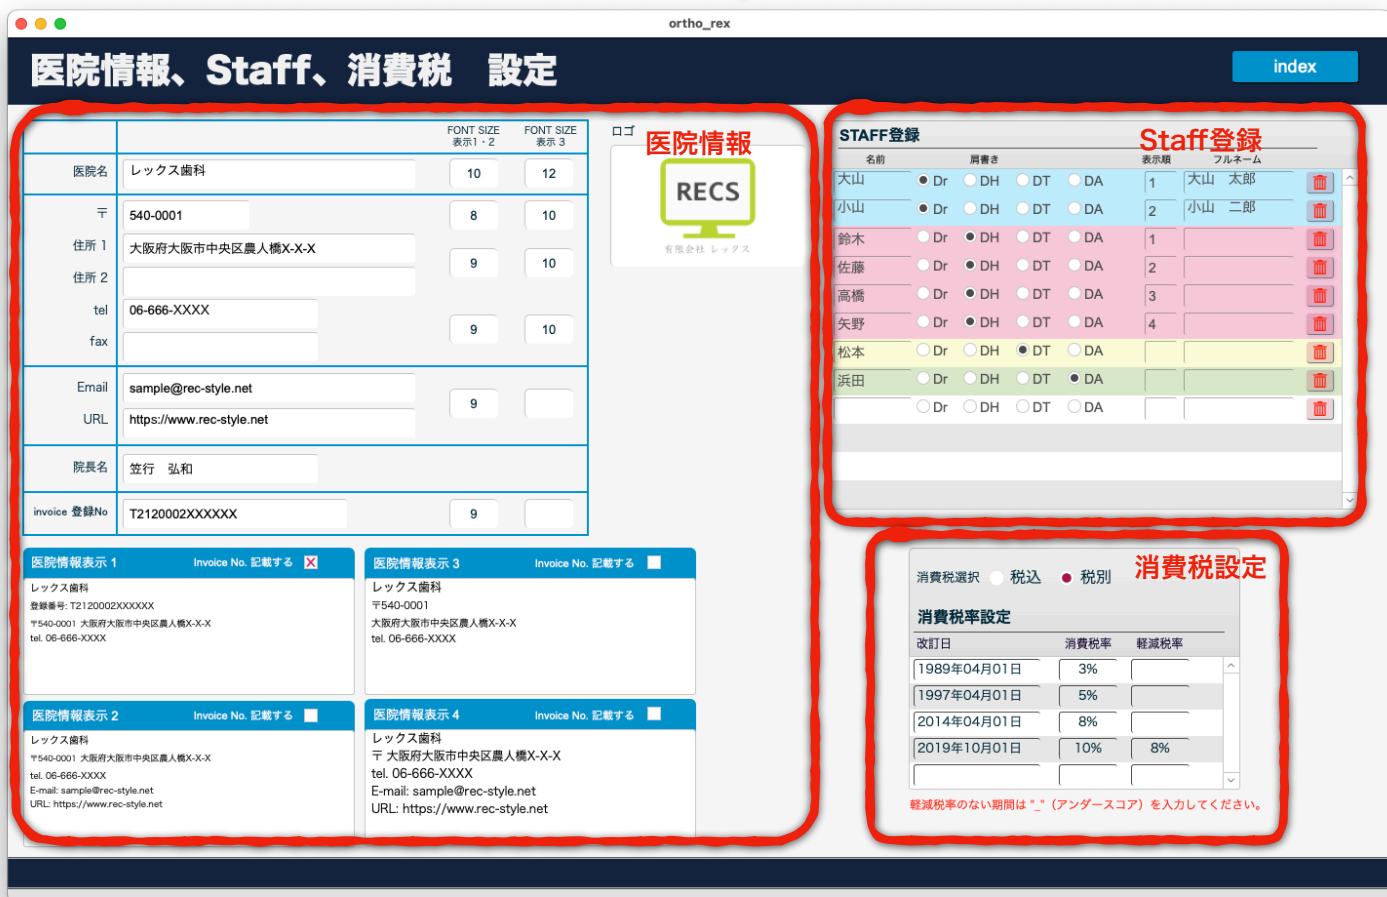 ortho_rex
医院情報、Staff、消費税　設定
index
FONT SIZE
表示1・2
FONT SIZE
表示 3
ロゴ
医院情報
医院名
レックス歯科
10
12
RECS
有限会社 レックス
〒
540-0001
8
10
住所 1
大阪府大阪市中央区農人橋X-X-X
9
10
住所 2
tel
06-666-XXXX
9
10
fax
Email
sample@rec-style.net
9
URL
https://www.rec-style.net
院長名
笠行　弘和
invoice 登録No
T2120002XXXXXX
9
医院情報表示 1
Invoice No. 記載する
X
レックス歯科
登録番号: T2120002XXXXXX
〒540-0001 大阪府大阪市中央区農人橋X-X-X
tel. 06-666-XXXX
医院情報表示 3
Invoice No. 記載する
レックス歯科
〒540-0001
大阪府大阪市中央区農人橋X-X-X
tel. 06-666-XXXX
医院情報表示 2
Invoice No. 記載する
レックス歯科
〒540-0001 大阪府大阪市中央区農人橋X-X-X
tel. 06-666-XXXX
E-mail: sample@rec-style.net
URL: https://www.rec-style.net
医院情報表示 4
Invoice No. 記載する
レックス歯科
〒 大阪府大阪市中央区農人橋X-X-X
tel. 06-666-XXXX
E-mail: sample@rec-style.net
URL: https://www.rec-style.net
STAFF登録
Staff登録
名前 肩書き 表示順 フルネーム
大山 Dr DH DT DA 1 大山　太郎
小山 Dr DH DT DA 2 小山　二郎
鈴木 Dr DH DT DA 1
佐藤 Dr DH DT DA 2
高橋 Dr DH DT DA 3
矢野 Dr DH DT DA 4
松本 Dr DH DT DA
浜田 Dr DH DT DA
Dr DH DT DA
消費税設定
消費税選択 税込 税別
消費税率設定
改訂日 消費税率 軽減税率
1989年04月01日 3%
1997年04月01日 5%
2014年04月01日 8%
2019年10月01日 10% 8%
軽減税率のない期間は "_"（アンダースコア）を入力してください。